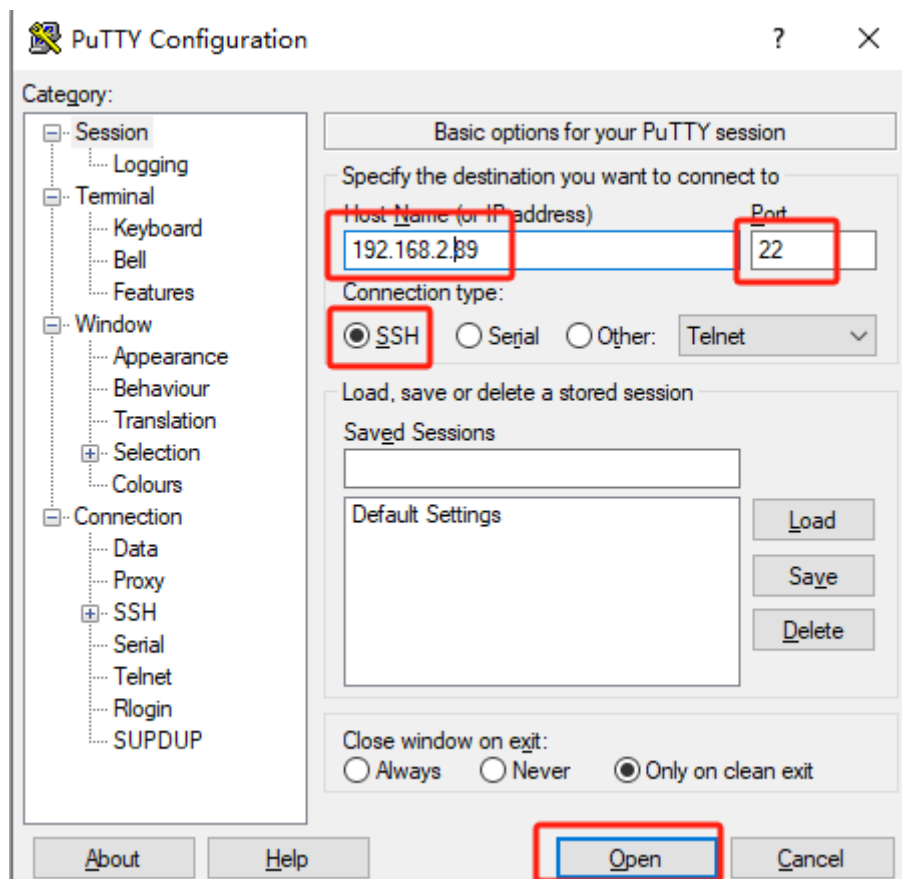 PuTTY Configuration ? ×
Category:
Session
Logging
Terminal
Keyboard
Bell
Features
Window
Appearance
Behaviour
Translation
Selection
Colours
Connection
Data
Proxy
SSH
Serial
Telnet
Rlogin
SUPDUP
Basic options for your PuTTY session
Specify the destination you want to connect to
Host Name (or IP address) Port
192.168.2.89 22
Connection type:
SSH Serial Other: Telnet
Load, save or delete a stored session
Saved Sessions
Default Settings
Load
Save
Delete
Close window on exit:
Always Never Only on clean exit
About Help Open Cancel